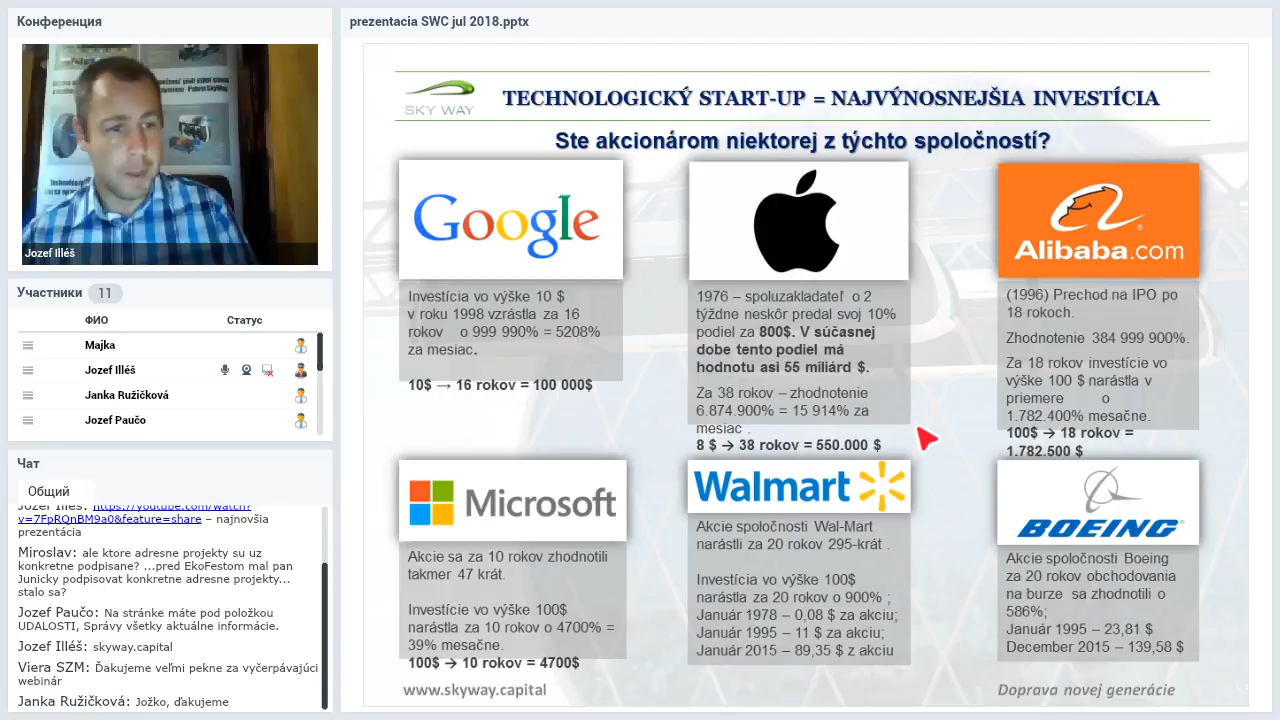 Конференция
Jozef Illéš
Участники 11
ФИО Статус
Majka
Jozef Illéš
Janka Ružičková
Jozef Paučo
Чат
Общий
Jozef Illéš: https://youtube.com/watch?
v=7FpRQnBM9a0&feature=share – najnovšia
prezentácia
Miroslav: ale ktore adresne projekty su uz
konkretne podpisane? ...pred EkoFestom mal pan
Junicky podpisovat konkretne adresne projekty...
stalo sa?
Jozef Paučo: Na stránke máte pod položkou
UDALOSTI, Správy všetky aktuálne informácie.
Jozef Illéš: skyway.capital
Viera SZM: Ďakujeme veľmi pekne za vyčerpávajúci
webinár
Janka Ružičková: Jožko, ďakujeme
prezentacia SWC jul 2018.pptx
SKY WAY
TECHNOLOGICKÝ START-UP = NAJVÝNOSNEJŠIA INVESTÍCIA
Ste akcionárom niektorej z týchto spoločností?
Google
Investícia vo výške 10 $
v roku 1998 vzrástla za 16
rokov o 999 990% = 5208%
za mesiac.
10$ → 16 rokov = 100 000$
1976 – spoluzakladateľ o 2
týždne neskôr predal svoj 10%
podiel za 800$. V súčasnej
dobe tento podiel má
hodnotu asi 55 miliárd $.
Za 38 rokov – zhodnotenie
6.874.900% = 15 914% za
mesiac .
8 $ → 38 rokov = 550.000 $
Alibaba.com
(1996) Prechod na IPO po
18 rokoch.
Zhodnotenie 384 999 900%.
Za 18 rokov investície vo
výške 100 $ narástla v
priemere o
1.782.400% mesačne.
100$ → 18 rokov =
1.782.500 $
Microsoft
Akcie sa za 10 rokov zhodnotili
takmer 47 krát.
Investície vo výške 100$
narástla za 10 rokov o 4700% =
39% mesačne.
100$ → 10 rokov = 4700$
Walmart
Akcie spoločnosti Wal-Mart
narástli za 20 rokov 295-krát .
Investícia vo výške 100$
narástla za 20 rokov o 900% ;
Január 1978 – 0,08 $ za akciu;
Január 1995 – 11 $ za akciu;
Január 2015 – 89,35 $ z akciu
BOEING
Akcie spoločnosti Boeing
za 20 rokov obchodovania
na burze sa zhodnotili o
586%;
Január 1995 – 23,81 $
December 2015 – 139,58 $
www.skyway.capital
Doprava novej generácie